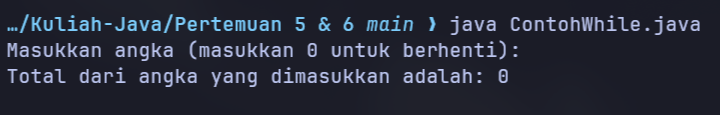 …/Kuliah-Java/Pertemuan 5 & 6 main ❯ java ContohWhile.java
Masukkan angka (masukkan 0 untuk berhenti):
Total dari angka yang dimasukkan adalah: 0